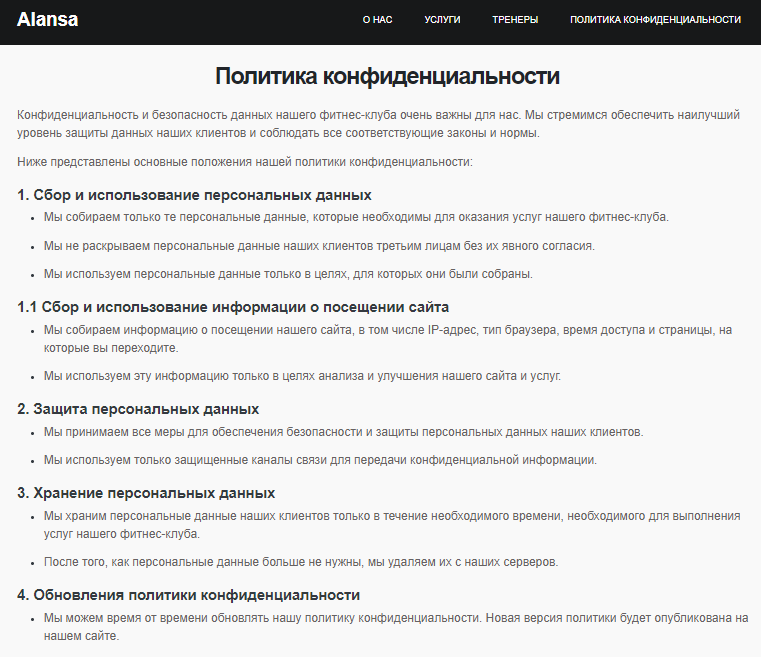 Alansa
О НАС УСЛУГИ ТРЕНЕРЫ ПОЛИТИКА КОНФИДЕНЦИАЛЬНОСТИ
Политика конфиденциальности
Конфиденциальность и безопасность данных нашего фитнес-клуба очень важны для нас. Мы стремимся обеспечить наилучший
уровень защиты данных наших клиентов и соблюдать все соответствующие законы и нормы.
Ниже представлены основные положения нашей политики конфиденциальности:
1. Сбор и использование персональных данных
• Мы собираем только те персональные данные, которые необходимы для оказания услуг нашего фитнес-клуба.
• Мы не раскрываем персональные данные наших клиентов третьим лицам без их явного согласия.
• Мы используем персональные данные только в целях, для которых они были собраны.
1.1 Сбор и использование информации о посещении сайта
• Мы собираем информацию о посещении нашего сайта, в том числе IP-адрес, тип браузера, время доступа и страницы, на
которые вы переходите.
• Мы используем эту информацию только в целях анализа и улучшения нашего сайта и услуг.
2. Защита персональных данных
• Мы принимаем все меры для обеспечения безопасности и защиты персональных данных наших клиентов.
• Мы используем только защищенные каналы связи для передачи конфиденциальной информации.
3. Хранение персональных данных
• Мы храним персональные данные наших клиентов только в течение необходимого времени, необходимого для выполнения
услуг нашего фитнес-клуба.
• После того, как персональные данные больше не нужны, мы удаляем их с наших серверов.
4. Обновления политики конфиденциальности
• Мы можем время от времени обновлять нашу политику конфиденциальности. Новая версия политики будет опубликована на
нашем сайте.